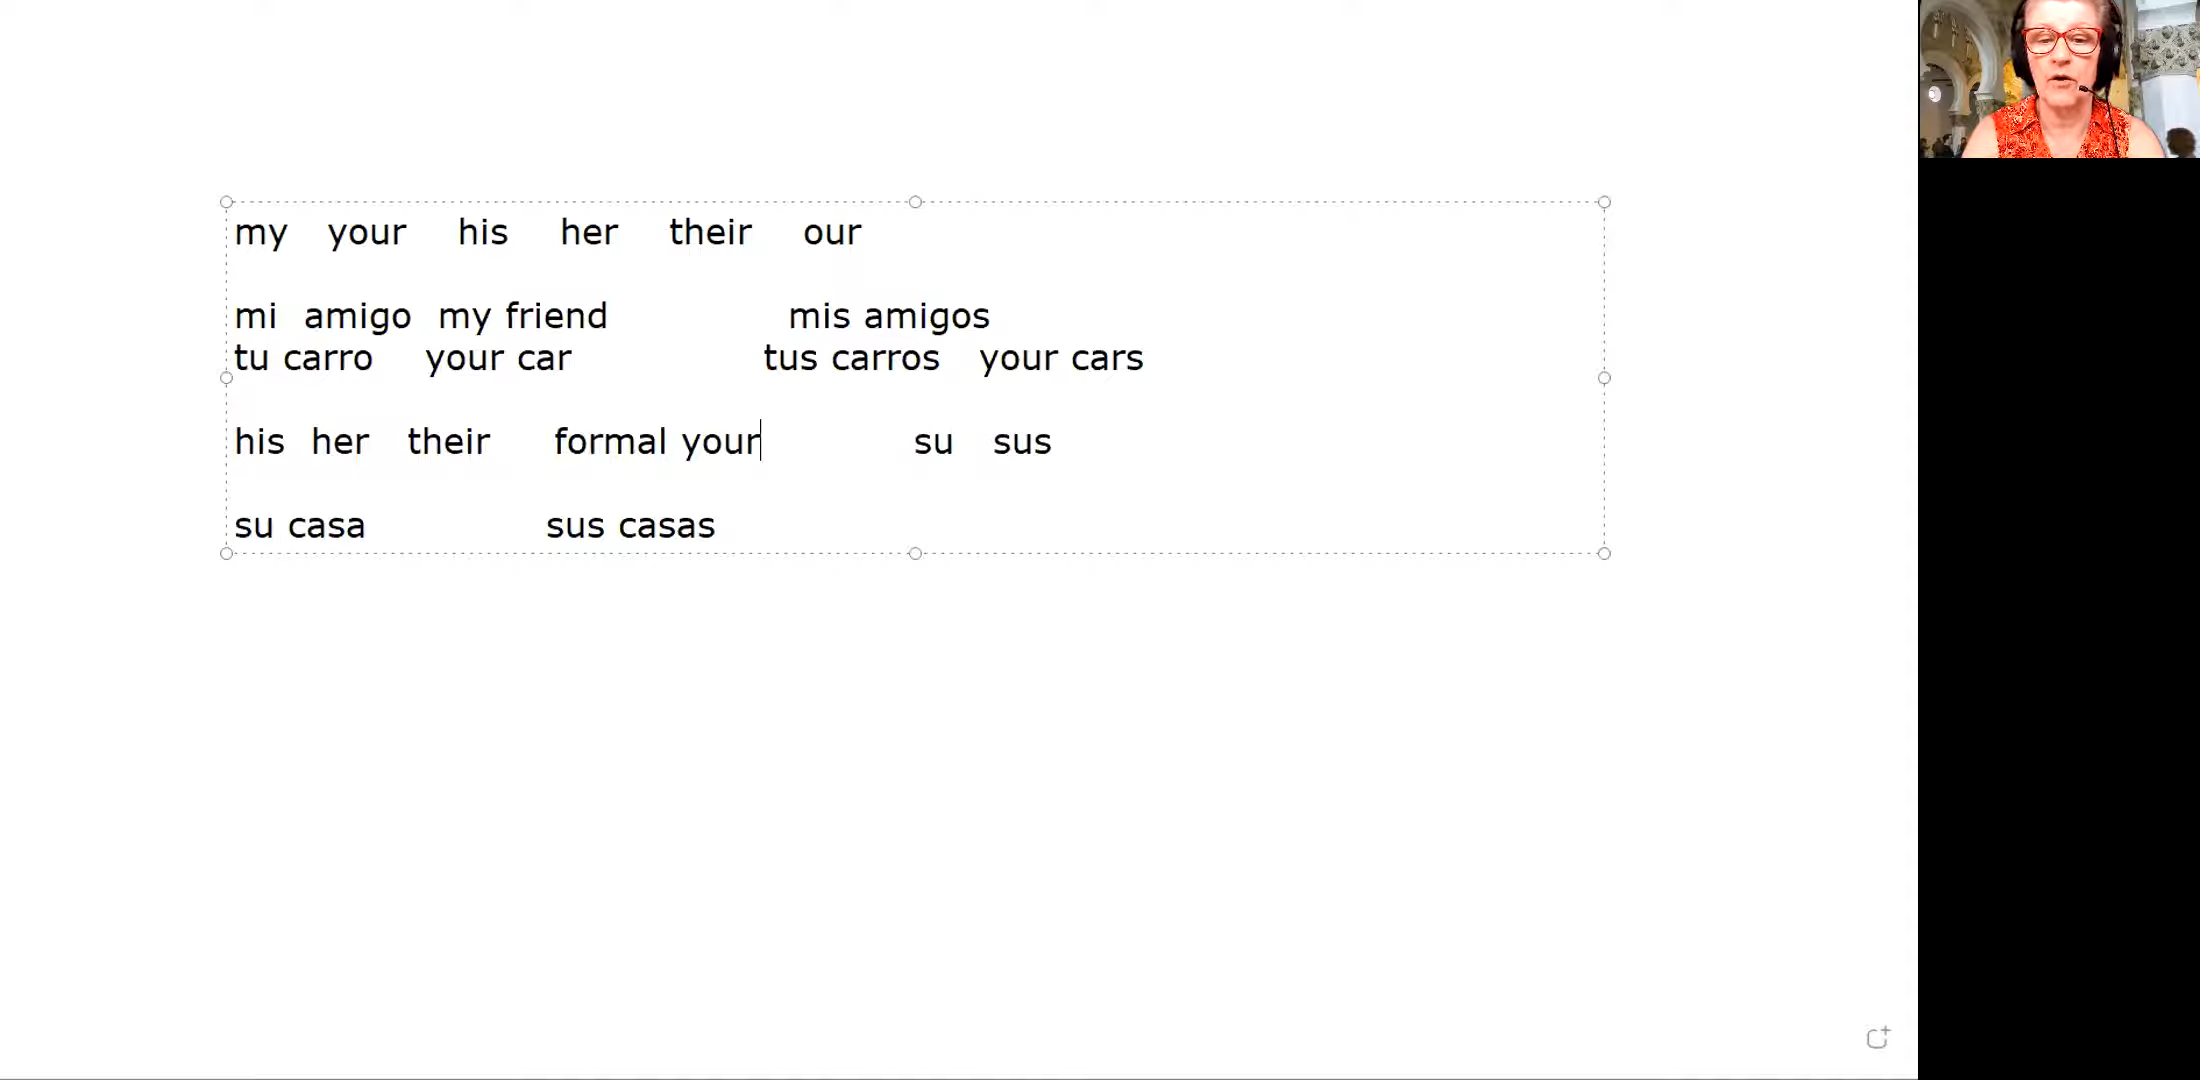 my your his her their our
mi amigo my friend mis amigos
tu carro your car tus carros your cars
his her their formal your su sus
su casa sus casas